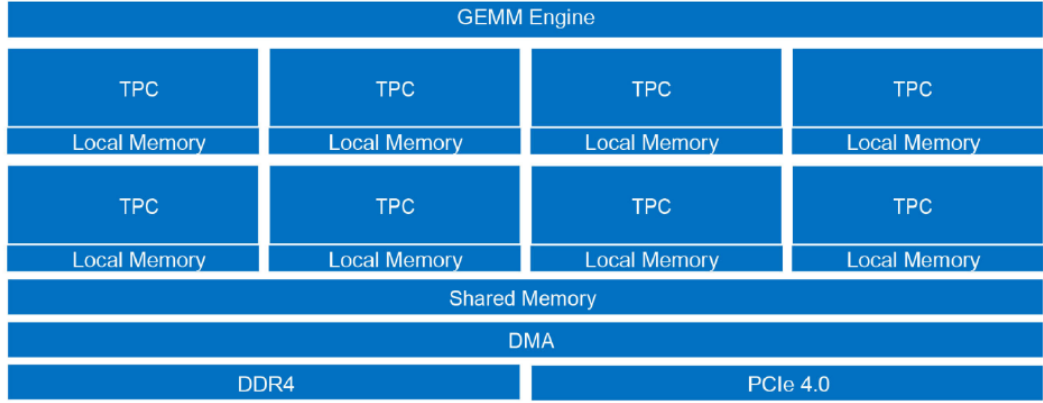 GEMM Engine
TPC TPC TPC TPC
Local Memory Local Memory Local Memory Local Memory
TPC TPC TPC TPC
Local Memory Local Memory Local Memory Local Memory
Shared Memory
DMA
DDR4 PCIe 4.0